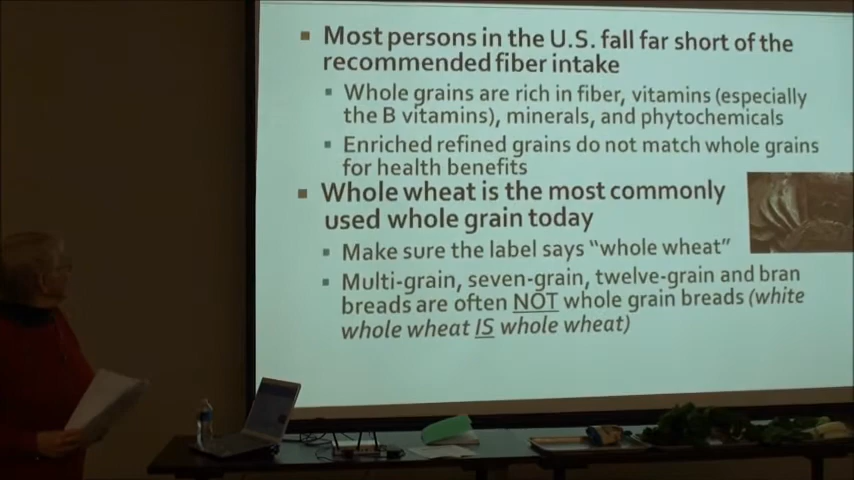 Most persons in the U.S. fall far short of the
recommended fiber intake
Whole grains are rich in fiber, vitamins (especially
the B vitamins), minerals, and phytochemicals
Enriched refined grains do not match whole grains
for health benefits
Whole wheat is the most commonly
used whole grain today
Make sure the label says “whole wheat”
Multi-grain, seven-grain, twelve-grain and bran
breads are often NOT whole grain breads (white
whole wheat IS whole wheat)